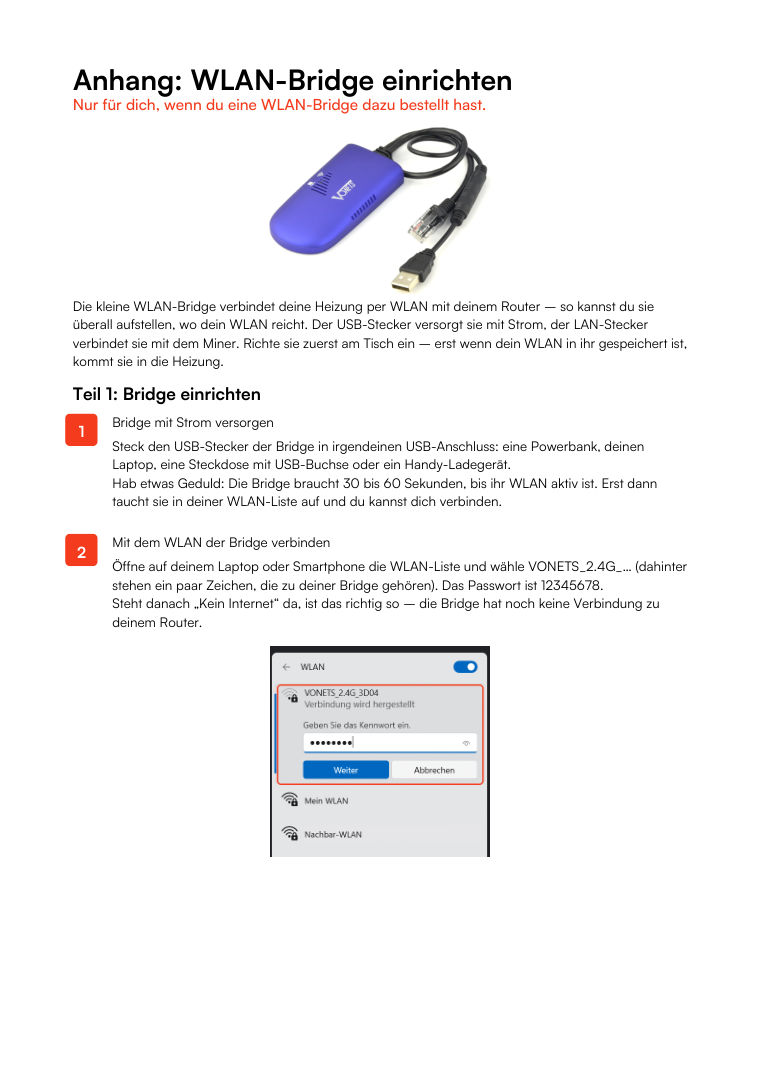 Anhang: WLAN-Bridge einrichten
Nur für dich, wenn du eine WLAN-Bridge dazu bestellt hast.
VONETS
Die kleine WLAN-Bridge verbindet deine Heizung per WLAN mit deinem Router — so kannst du sie
überall aufstellen, wo dein WLAN reicht. Der USB-Stecker versorgt sie mit Strom, der LAN-Stecker
verbindet sie mit dem Miner. Richte sie zuerst am Tisch ein — erst wenn dein WLAN in ihr gespeichert ist,
kommt sie in die Heizung.
Teil 1: Bridge einrichten
1
Bridge mit Strom versorgen
Steck den USB-Stecker der Bridge in irgendeinen USB-Anschluss: eine Powerbank, deinen
Laptop, eine Steckdose mit USB-Buchse oder ein Handy-Ladegerät.
Hab etwas Geduld: Die Bridge braucht 30 bis 60 Sekunden, bis ihr WLAN aktiv ist. Erst dann
taucht sie in deiner WLAN-Liste auf und du kannst dich verbinden.
2
Mit dem WLAN der Bridge verbinden
Öffne auf deinem Laptop oder Smartphone die WLAN-Liste und wähle VONETS_2.4G_… (dahinter
stehen ein paar Zeichen, die zu deiner Bridge gehören). Das Passwort ist 12345678.
Steht danach „Kein Internet“ da, ist das richtig so — die Bridge hat noch keine Verbindung zu
deinem Router.
← WLAN
VONETS_2.4G_3D04
Verbindung wird hergestellt
Geben Sie das Kennwort ein.
••••••••
Weiter Abbrechen
Mein WLAN
Nachbar-WLAN